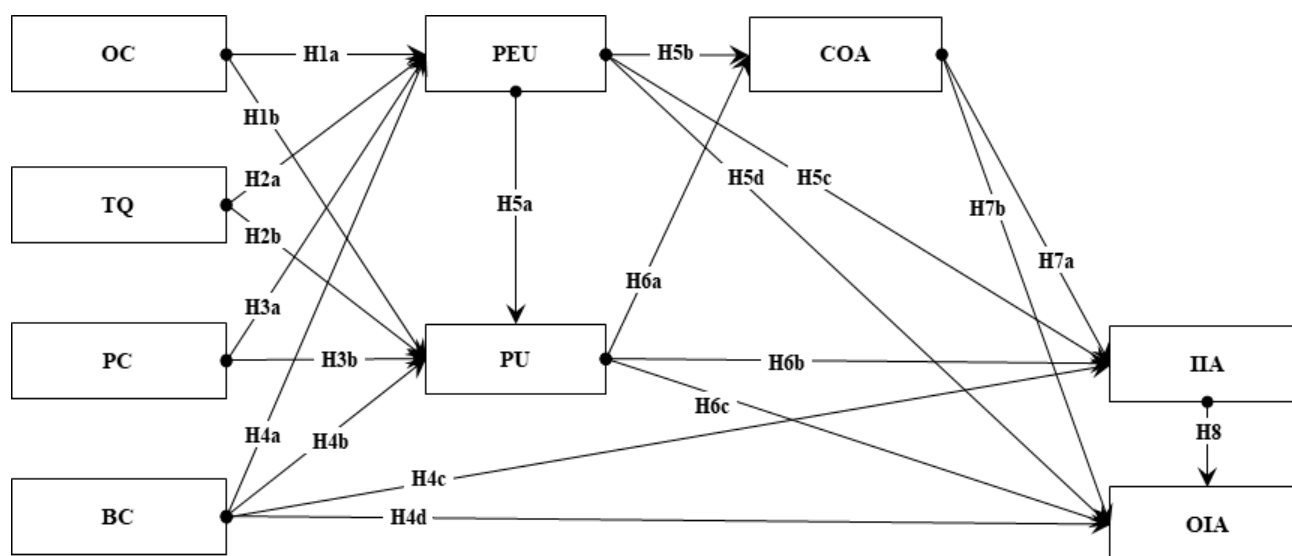 OC
H1a
PEU
H5b
COA
H1b
TQ
H2a
H2b
H5a
H5d
H5c
H7b
H7a
H6a
PC
H3a
H3b
PU
H6b
IIA
H6c
H4a
H4b
H8
H4c
BC
H4d
OIA